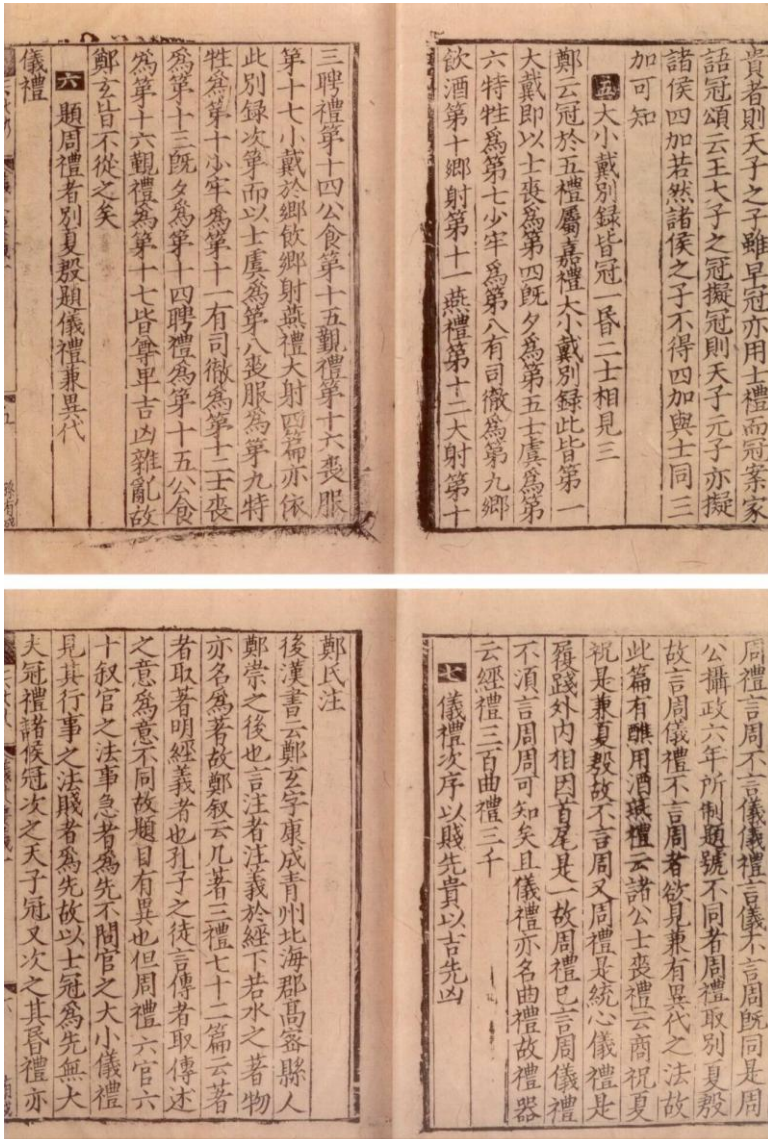 貴者則天子之子雖早冠亦用士禮而冠案家
語冠頌云王大子之冠擬冠則天子元子亦擬
諸侯四加若然諸侯之子不得四加與士同三
加可知
五 大小戴別録皆冠一昏二士相見三
鄭云冠於五禮屬嘉禮大小戴別録此皆第一
大戴即以士喪爲第四旣夕爲第五士虞爲第
六特牲爲第七少牢爲第八有司徹爲第九鄉
飲酒第十鄉射第十一燕禮第十二大射第十
三聘禮第十四公食第十五覲禮第十六喪服
第十七小戴於鄉飲鄉射燕禮大射四篇亦依
此別録次第而以士虞爲第八喪服爲第九特
牲爲第十少牢爲第十一有司徹爲第十二士喪
爲第十三旣夕爲第十四聘禮爲第十五公食
爲第十六覲禮爲第十七皆尊卑吉凶雜亂故
鄭玄皆不從之矣
六 題周禮者別夏殷題儀禮兼異代
儀禮
周禮言周不言儀儀禮言儀不言周旣同是周
公攝政六年所制題號不同者周禮取別夏殷
故言周儀禮不言周者欲見兼有異代之法故
此篇有醮用酒燕禮云諸公士喪禮云商祝夏
祝是兼夏殷故不言周又周禮是統心儀禮是
履踐外内相因首尾是一故周禮已言周儀禮
不湏言周周可知矣且儀禮亦名曲禮故禮器
云經禮三百曲禮三千
七 儀禮次序以賤先貴以吉先凶
鄭氏注
後漢書云鄭玄字康成青州北海郡髙宻縣人
鄭崇之後也言注者注義於經下若水之著物
亦名爲著故鄭叙云凡著三禮七十二篇云著
者取著明經義者也孔子之徒言傳者取傳述
之意爲意不同故題目有異也但周禮六官六
十叙官之法事急者爲先不問官之大小儀禮
見其行事之法賤者爲先故以士冠爲先無大
夫冠禮諸侯冠次之天子冠又次之其昏禮亦